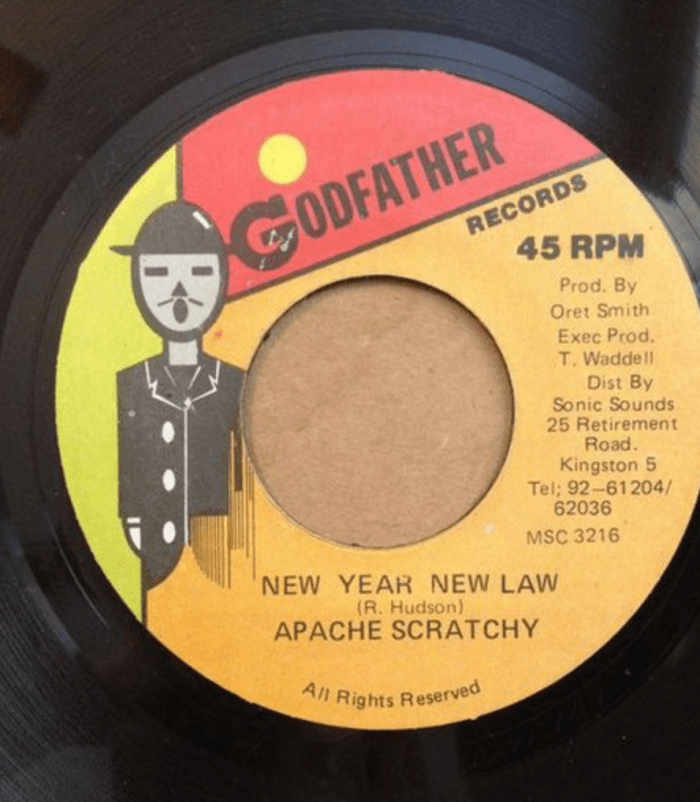 GODFATHER
RECORDS
45 RPM
Prod. By
Oret Smith
Exec Prod.
T. Waddell
Dist By
Sonic Sounds
25 Retirement
Road.
Kingston 5
Tel; 92-61204/
62036
MSC 3216
NEW YEAR NEW LAW
(R. Hudson)
APACHE SCRATCHY
All Rights Reserved